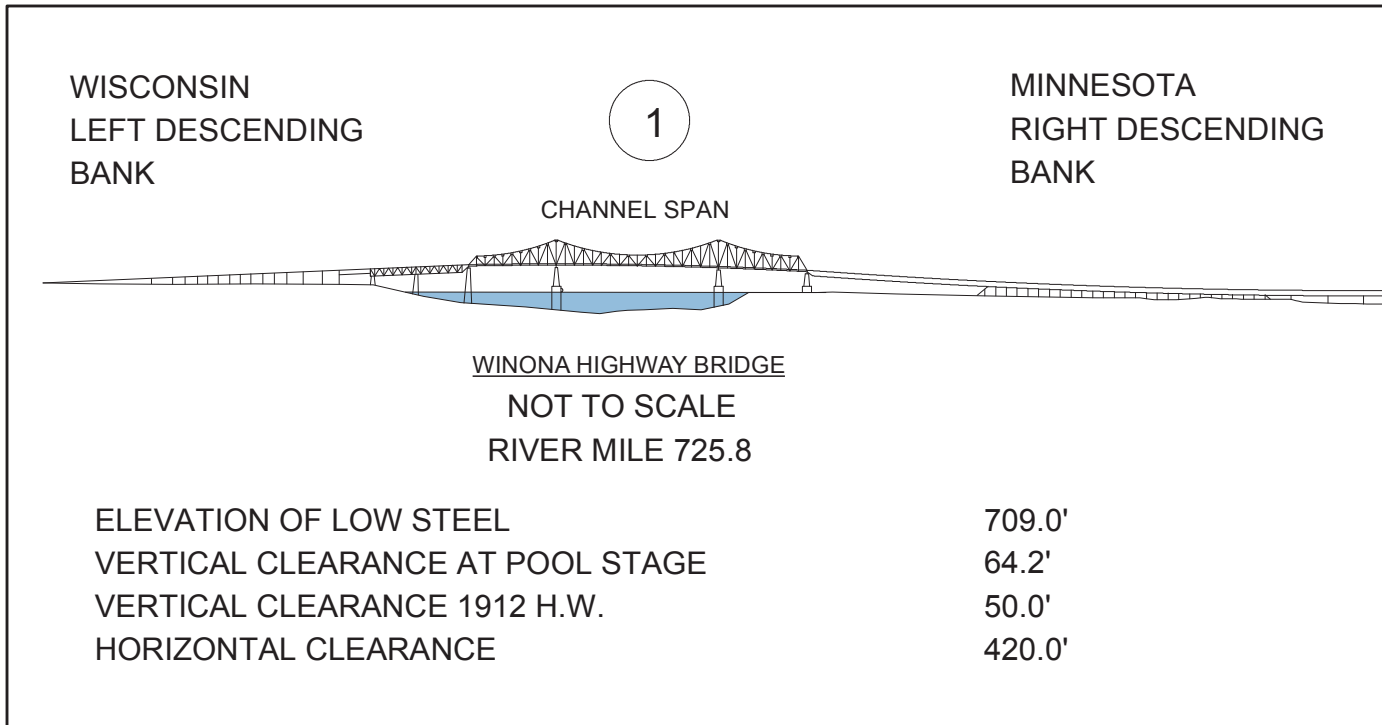 WISCONSIN
LEFT DESCENDING
BANK
1
MINNESOTA
RIGHT DESCENDING
BANK
CHANNEL SPAN
WINONA HIGHWAY BRIDGE
NOT TO SCALE
RIVER MILE 725.8
ELEVATION OF LOW STEEL 709.0'
VERTICAL CLEARANCE AT POOL STAGE 64.2'
VERTICAL CLEARANCE 1912 H.W. 50.0'
HORIZONTAL CLEARANCE 420.0'